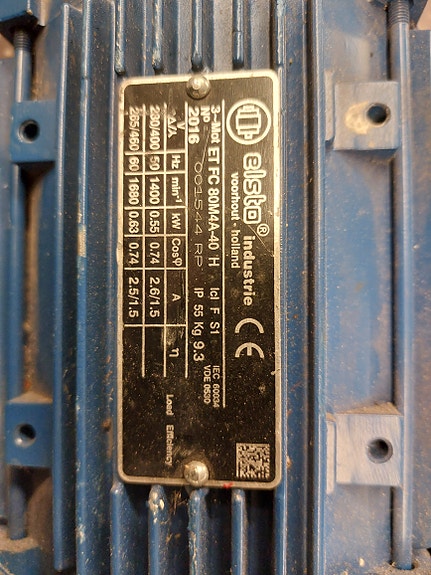 elsto® industrie
voorhout - holland
CE
IEC 60034
VDE 0530
3~Mot ET FC 80M4A-40 H Icl F S1
No 001544 RP IP 55 Kg 9.3
2016
Δ/λ Hz min⁻¹ kW Cosφ A η
230/400 50 1400 0.55 0.74 2.6/1.5
265/460 60 1680 0.63 0.74 2.5/1.5
Load Efficiency